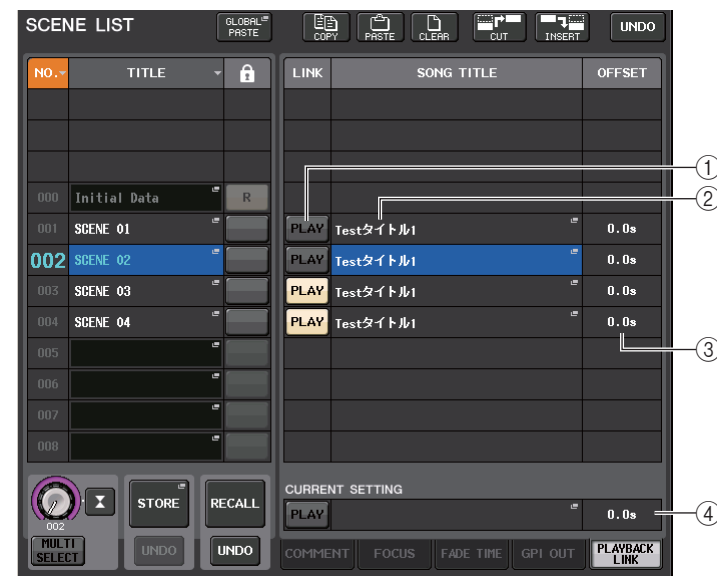 SCENE LIST
GLOBAL PASTE
COPY PASTE CLEAR CUT INSERT UNDO
NO. TITLE LINK SONG TITLE OFFSET
000 Initial Data R
001 SCENE 01 PLAY Testタイトル1 0.0s
002 SCENE 02 PLAY Testタイトル1 0.0s
003 SCENE 03 PLAY Testタイトル1 0.0s
004 SCENE 04 PLAY Testタイトル1 0.0s
005
006
007
008
① 
②
③
CURRENT SETTING
PLAY 0.0s
④
002
STORE RECALL
MULTI SELECT
UNDO UNDO
COMMENT FOCUS FADE TIME GPI OUT PLAYBACK LINK